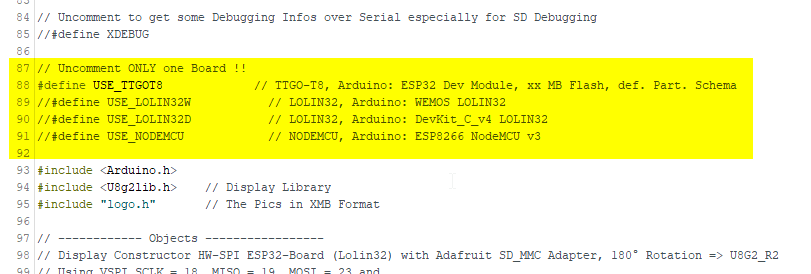 84 // Uncomment to get some Debugging Infos over Serial especially for SD Debugging
85 //#define XDEBUG
86
87 // Uncomment ONLY one Board !!
88 #define USE_TTGOT8 // TTGO-T8, Arduino: ESP32 Dev Module, xx MB Flash, def. Part. Schema
89 //#define USE_LOLIN32W // LOLIN32, Arduino: WEMOS LOLIN32
90 //#define USE_LOLIN32D // LOLIN32, Arduino: DevKit_C_v4 LOLIN32
91 //#define USE_NODEMCU // NODEMCU, Arduino: ESP8266 NodeMCU v3
92
93 #include <Arduino.h>
94 #include <U8g2lib.h> // Display Library
95 #include "logo.h" // The Pics in XMB Format
96
97 // ------------ Objects -----------------
98 // Display Constructor HW-SPI ESP32-Board (Lolin32) with Adafruit SD_MMC Adapter, 180° Rotation => U8G2_R2
99 // Using VSPI SCLK = 18, MISO = 19, MOSI = 23 and